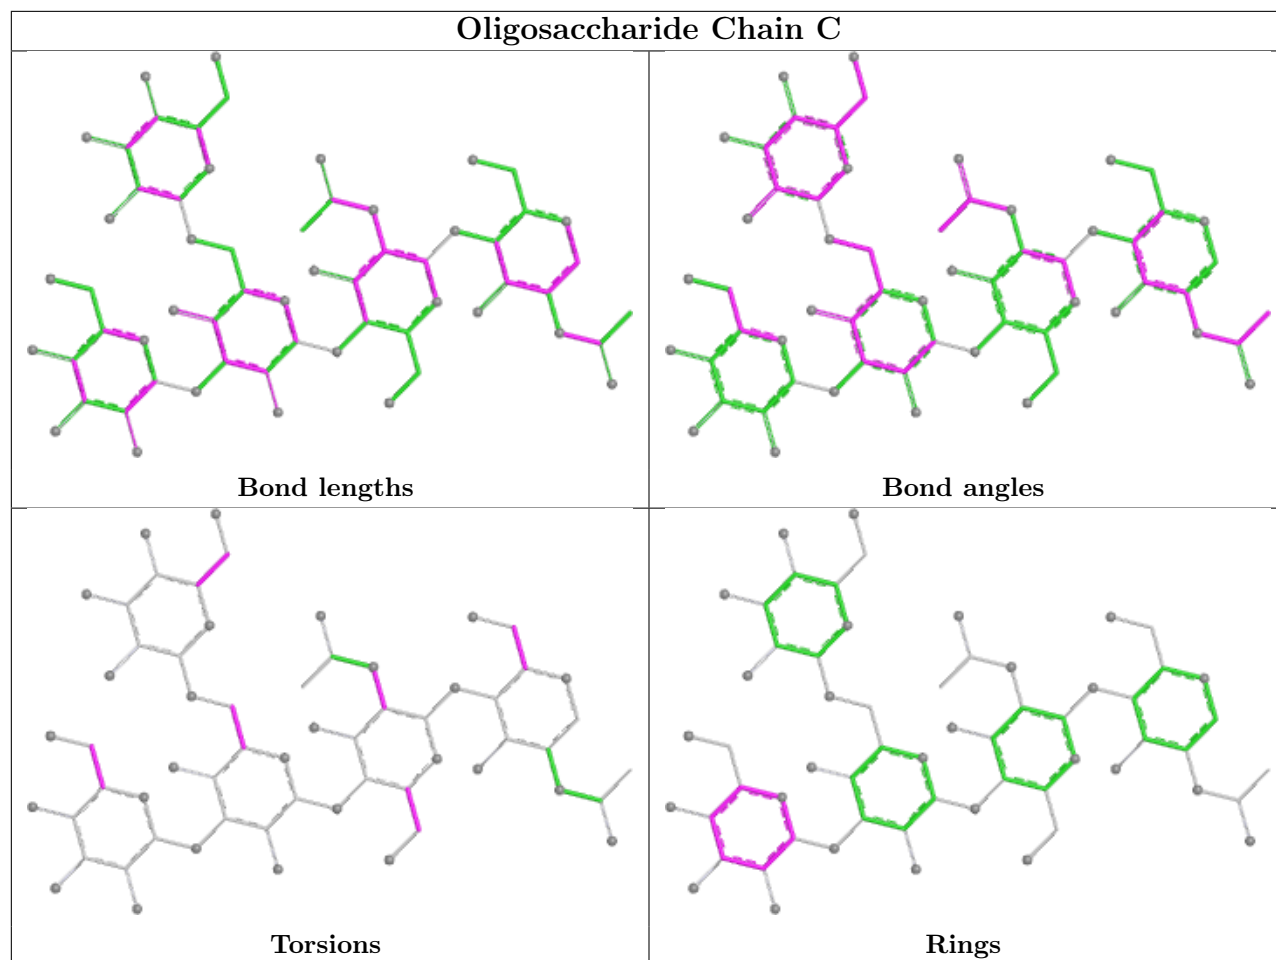 Oligosaccharide Chain C
Bond lengths
Bond angles
Torsions
Rings